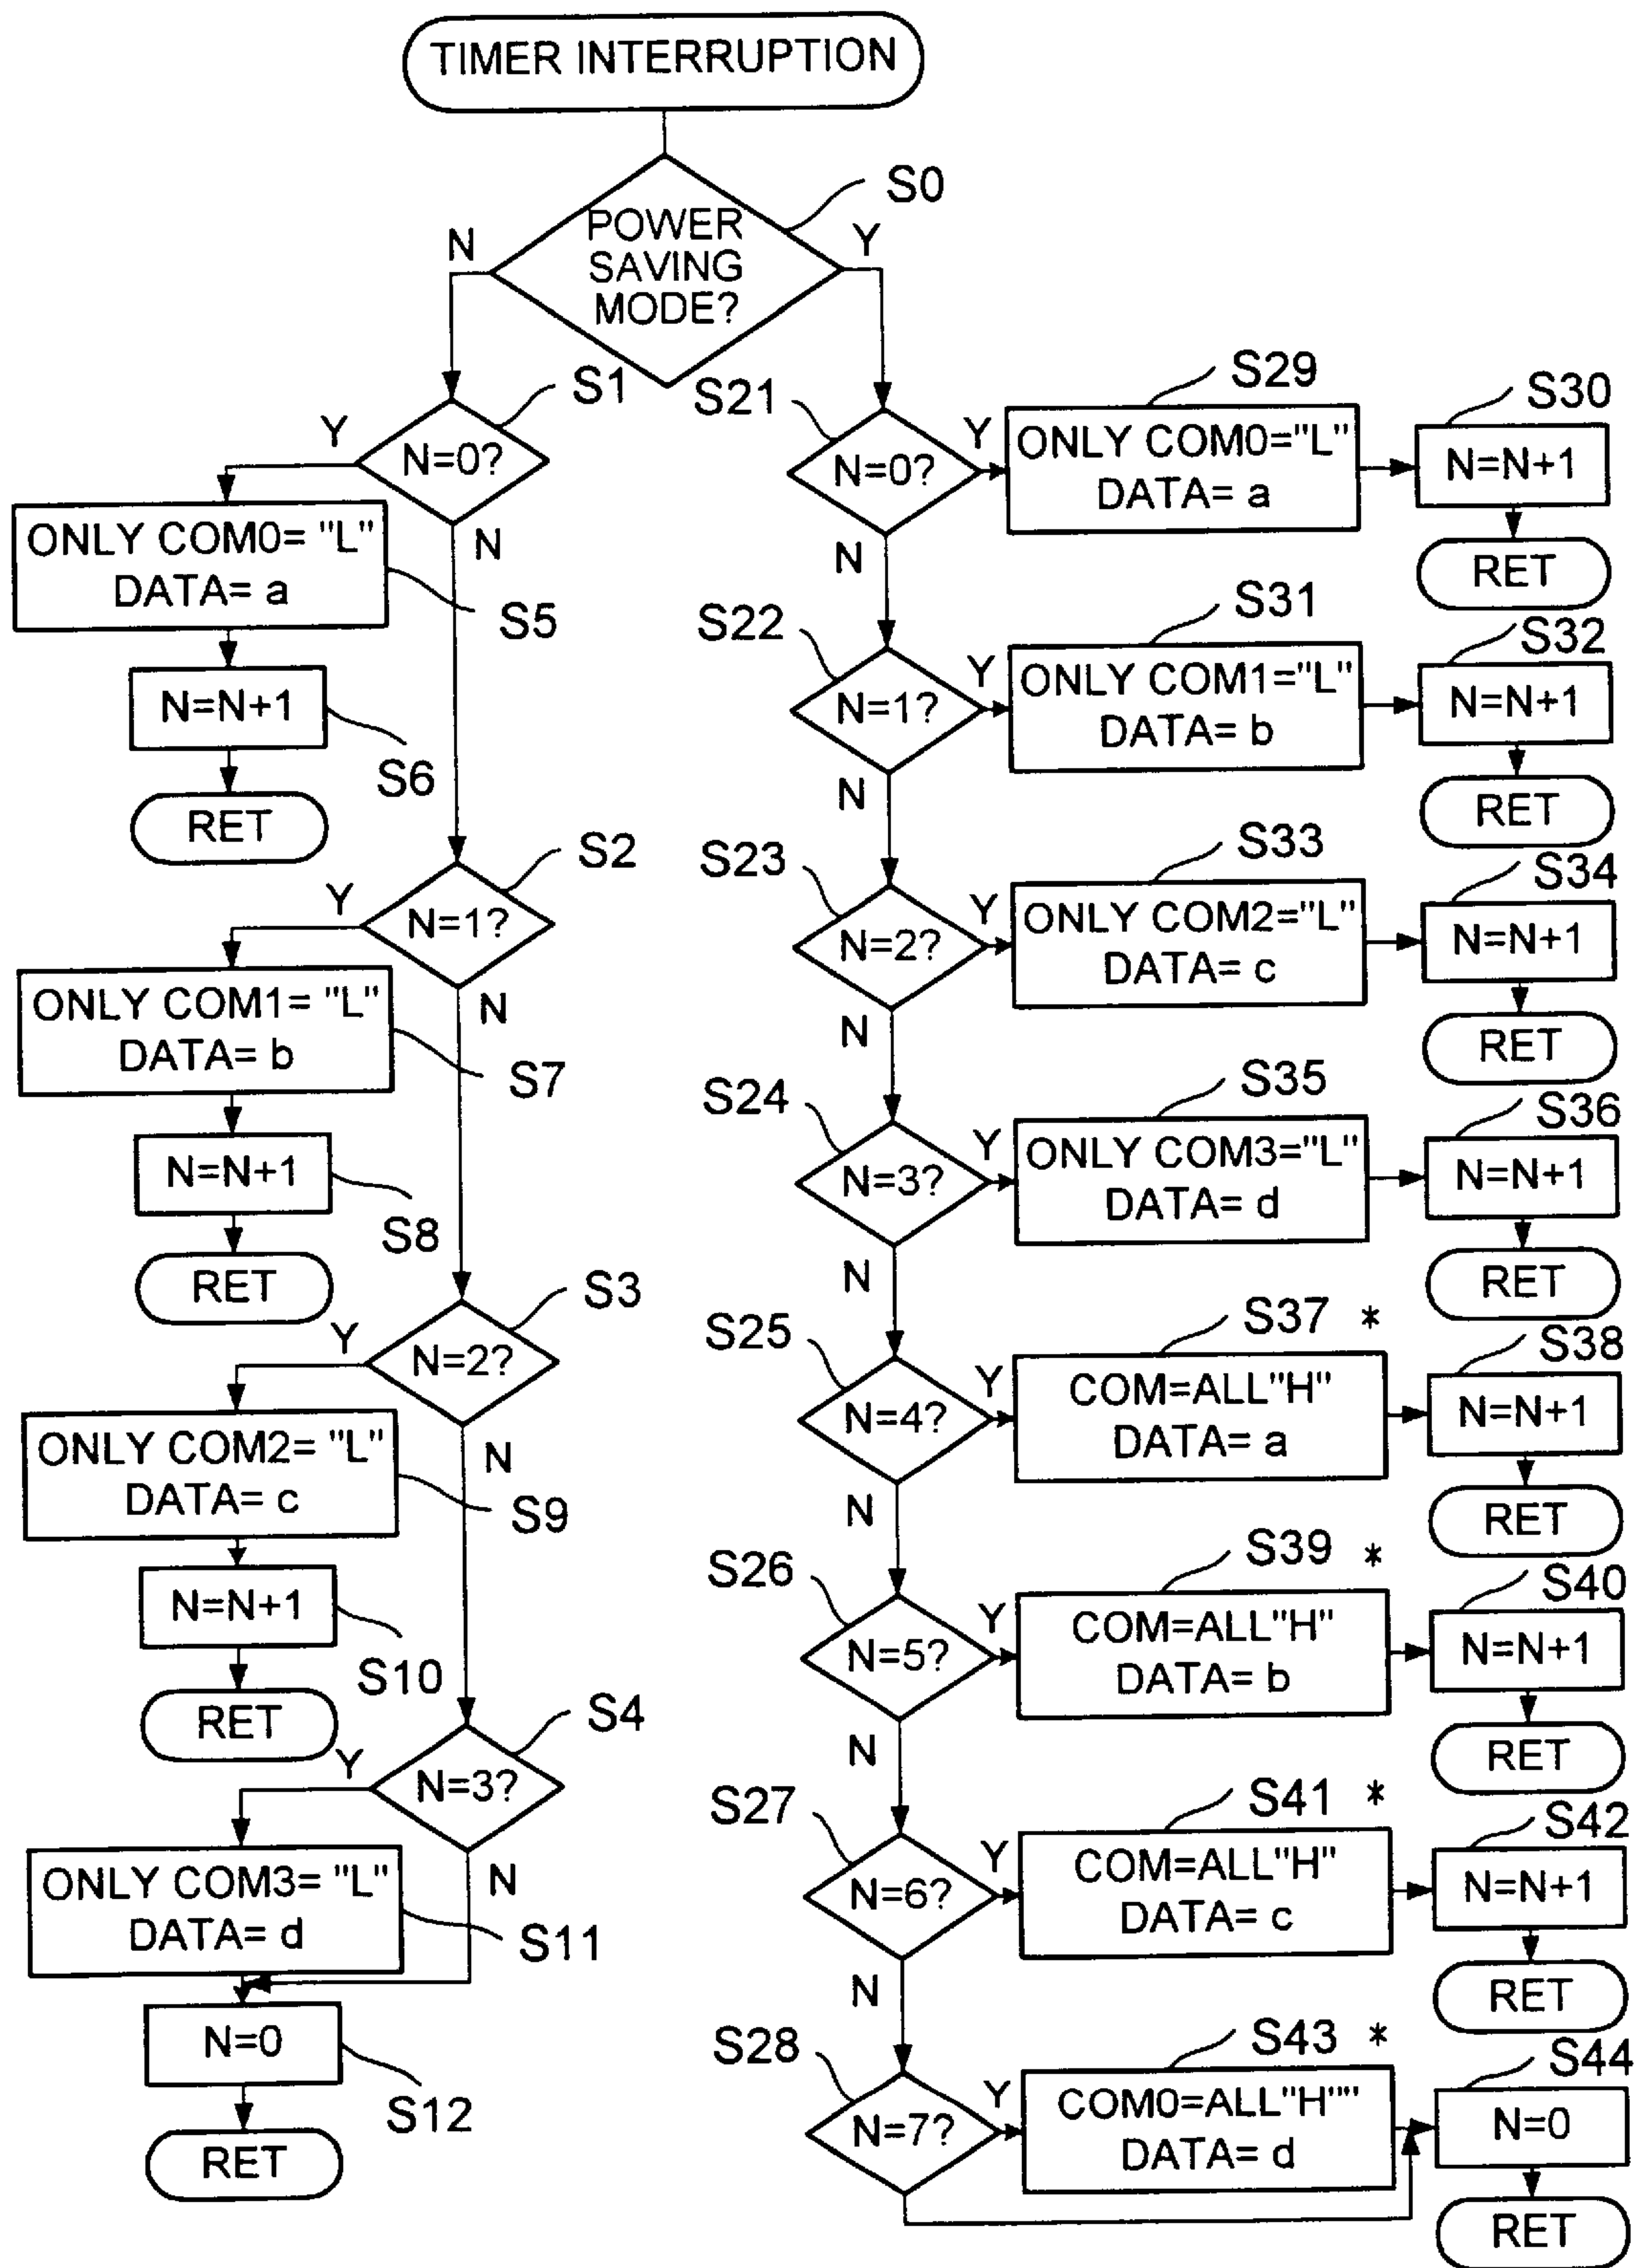 TIMER INTERRUPTION
S0
POWER
SAVING
MODE?
N
Y
S1
N=0?
Y
N
ONLY COM0= "L"
DATA= a
S5
N=N+1
S6
RET
S2
N=1?
Y
N
ONLY COM1= "L"
DATA= b
S7
N=N+1
S8
RET
S3
N=2?
Y
N
ONLY COM2= "L"
DATA= c
S9
N=N+1
S10
RET
S4
N=3?
Y
N
ONLY COM3= "L"
DATA= d
S11
N=0
S12
RET
S21
N=0?
Y
N
S29
ONLY COM0="L"
DATA= a
S30
N=N+1
RET
S22
N=1?
Y
N
S31
ONLY COM1="L"
DATA= b
S32
N=N+1
RET
S23
N=2?
Y
N
S33
ONLY COM2="L"
DATA= c
S34
N=N+1
RET
S24
N=3?
Y
N
S35
ONLY COM3="L"
DATA= d
S36
N=N+1
RET
S25
N=4?
Y
N
S37 *
COM=ALL"H"
DATA= a
S38
N=N+1
RET
S26
N=5?
Y
N
S39 *
COM=ALL"H"
DATA= b
S40
N=N+1
RET
S27
N=6?
Y
N
S41 *
COM=ALL"H"
DATA= c
S42
N=N+1
RET
S28
N=7?
Y
S43 *
COM0=ALL"H""
DATA= d
S44
N=0
RET